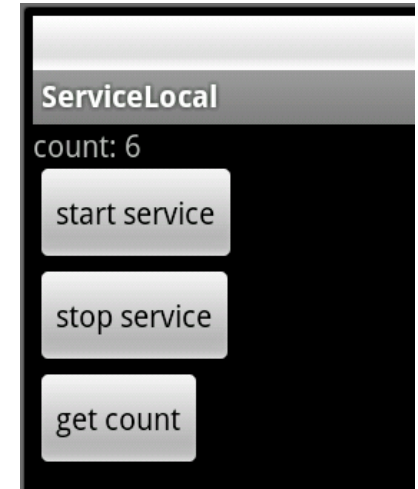 ServiceLocal
count: 6
start service
stop service
get count